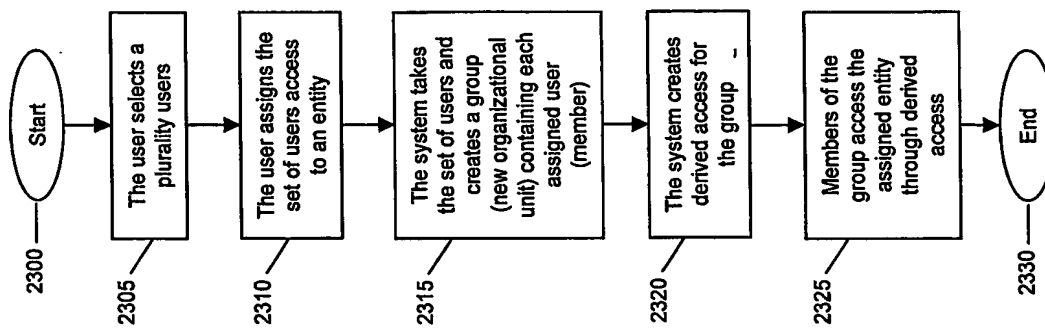 Start
2300
The user selects a
plurality users
2305
The user assigns the
set of users access
to an entity
2310
The system takes
the set of users and
creates a group
(new organizational
unit) containing each
assigned user
(member)
2315
The system creates
derived access for
the group
2320
Members of the
group access the
assigned entity
through derived
access
2325
End
2330